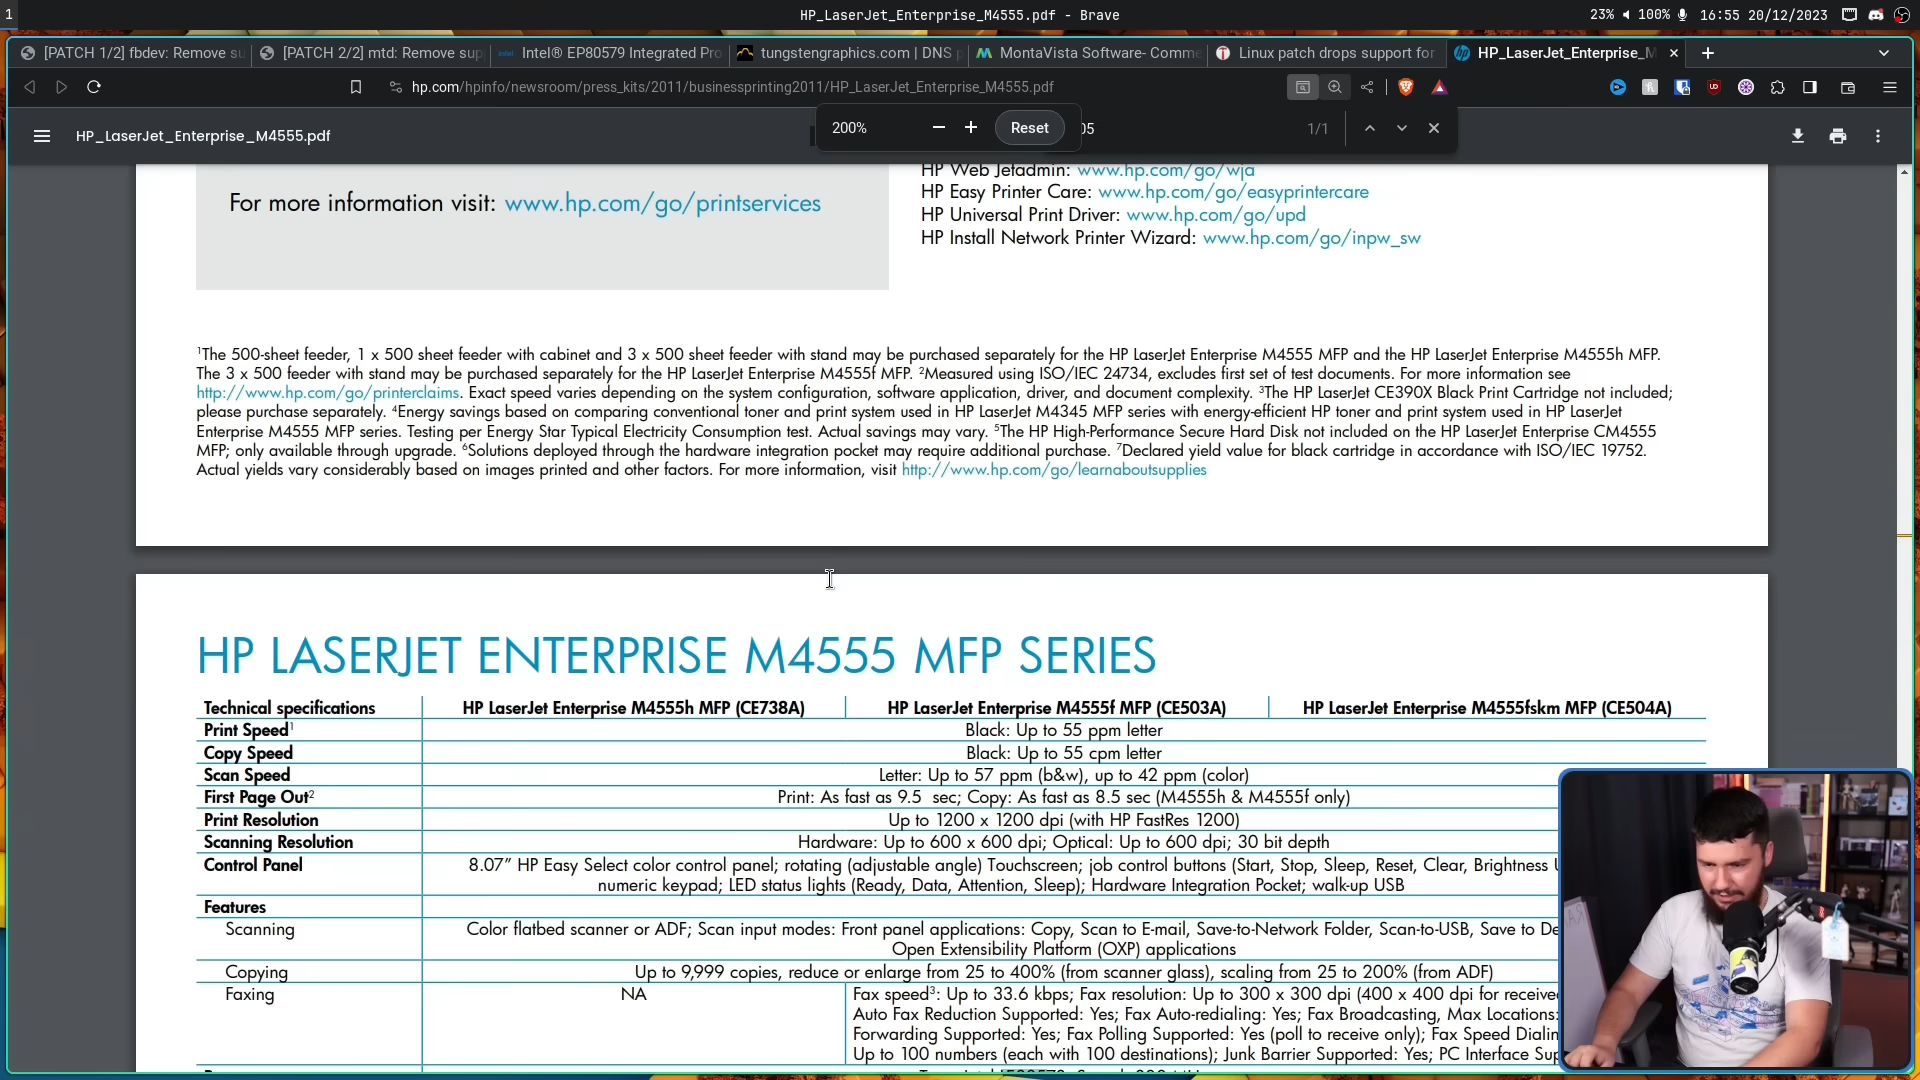 1
HP_LaserJet_Enterprise_M4555.pdf - Brave
23% 100% 16:55 20/12/2023
[PATCH 1/2] fbdev: Remove su
[PATCH 2/2] mtd: Remove sup
Intel® EP80579 Integrated Pro
tungstengraphics.com | DNS p
MontaVista Software- Comme
Linux patch drops support for
HP_LaserJet_Enterprise_M
hp.com/hpinfo/newsroom/press_kits/2011/businessprinting2011/HP_LaserJet_Enterprise_M4555.pdf
HP_LaserJet_Enterprise_M4555.pdf
200% Reset 05 1/1
HP Web Jetadmin: www.hp.com/go/wja
For more information visit: www.hp.com/go/printservices
HP Easy Printer Care: www.hp.com/go/easyprintercare
HP Universal Print Driver: www.hp.com/go/upd
HP Install Network Printer Wizard: www.hp.com/go/inpw_sw
¹The 500-sheet feeder, 1 x 500 sheet feeder with cabinet and 3 x 500 sheet feeder with stand may be purchased separately for the HP LaserJet Enterprise M4555 MFP and the HP LaserJet Enterprise M4555h MFP.
The 3 x 500 feeder with stand may be purchased separately for the HP LaserJet Enterprise M4555f MFP. ²Measured using ISO/IEC 24734, excludes first set of test documents. For more information see
http://www.hp.com/go/printerclaims. Exact speed varies depending on the system configuration, software application, driver, and document complexity. ³The HP LaserJet CE390X Black Print Cartridge not included;
please purchase separately. ⁴Energy savings based on comparing conventional toner and print system used in HP LaserJet M4345 MFP series with energy-efficient HP toner and print system used in HP LaserJet
Enterprise M4555 MFP series. Testing per Energy Star Typical Electricity Consumption test. Actual savings may vary. ⁵The HP High-Performance Secure Hard Disk not included on the HP LaserJet Enterprise CM4555
MFP; only available through upgrade. ⁶Solutions deployed through the hardware integration pocket may require additional purchase. ⁷Declared yield value for black cartridge in accordance with ISO/IEC 19752.
Actual yields vary considerably based on images printed and other factors. For more information, visit http://www.hp.com/go/learnaboutsupplies
HP LASERJET ENTERPRISE M4555 MFP SERIES
Technical specifications HP LaserJet Enterprise M4555h MFP (CE738A) HP LaserJet Enterprise M4555f MFP (CE503A) HP LaserJet Enterprise M4555fskm MFP (CE504A)
Print Speed¹ Black: Up to 55 ppm letter
Copy Speed Black: Up to 55 cpm letter
Scan Speed Letter: Up to 57 ppm (b&w), up to 42 ppm (color)
First Page Out² Print: As fast as 9.5 sec; Copy: As fast as 8.5 sec (M4555h & M4555f only)
Print Resolution Up to 1200 x 1200 dpi (with HP FastRes 1200)
Scanning Resolution Hardware: Up to 600 x 600 dpi; Optical: Up to 600 dpi; 30 bit depth
Control Panel 8.07″ HP Easy Select color control panel; rotating (adjustable angle) Touchscreen; job control buttons (Start, Stop, Sleep, Reset, Clear, Brightness
numeric keypad; LED status lights (Ready, Data, Attention, Sleep); Hardware Integration Pocket; walk-up USB
Features
Scanning Color flatbed scanner or ADF; Scan input modes: Front panel applications: Copy, Scan to E-mail, Save-to-Network Folder, Scan-to-USB, Save to De
Open Extensibility Platform (OXP) applications
Copying Up to 9,999 copies, reduce or enlarge from 25 to 400% (from scanner glass), scaling from 25 to 200% (from ADF)
Faxing NA Fax speed³: Up to 33.6 kbps; Fax resolution: Up to 300 x 300 dpi (400 x 400 dpi for receive
Auto Fax Reduction Supported: Yes; Fax Auto-redialing: Yes; Fax Broadcasting, Max Locations:
Forwarding Supported: Yes; Fax Polling Supported: Yes (poll to receive only); Fax Speed Dialin
Up to 100 numbers (each with 100 destinations); Junk Barrier Supported: Yes; PC Interface Sup